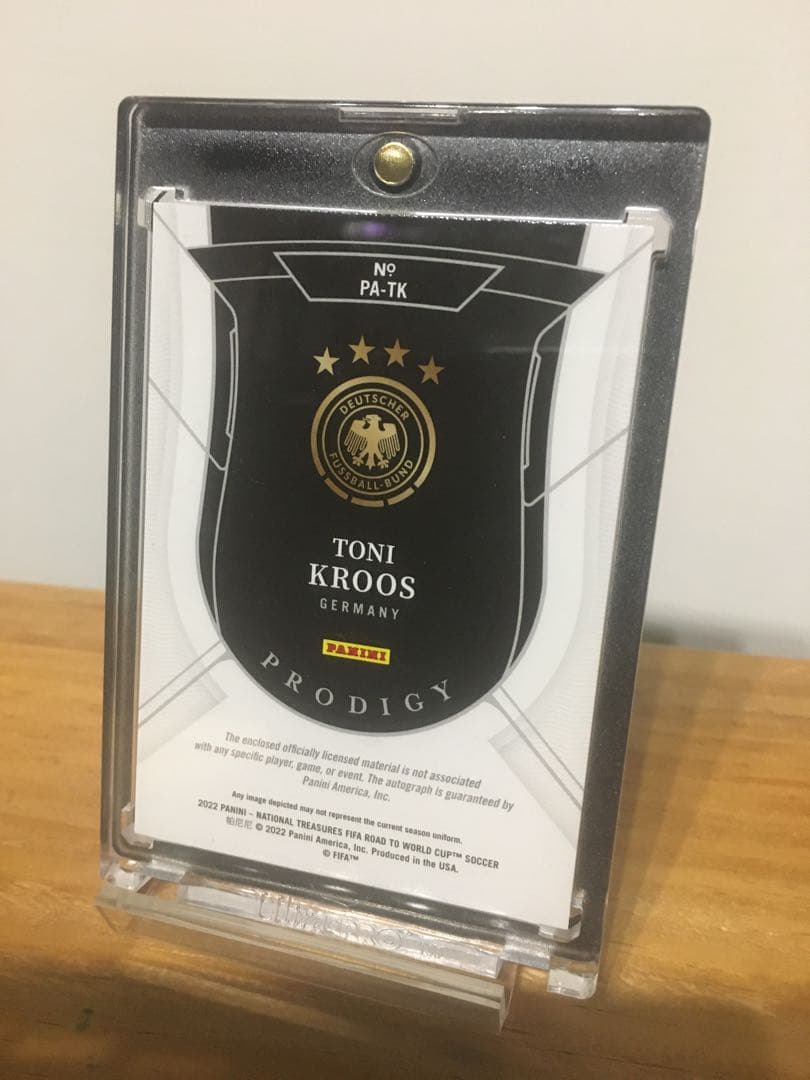 Nº
PA-TK
DEUTSCHER
FUSSBALL-BUND
TONI
KROOS
GERMANY
PANINI
PRODIGY
The enclosed officially licensed material is not associated
with any specific player, game, or event. The autograph is guaranteed by
Panini America, Inc.
Any image depicted may not represent the current season uniform.
2022 PANINI – NATIONAL TREASURES FIFA ROAD TO WORLD CUP™ SOCCER
帕尼尼 © 2022 Panini America, Inc. Produced in the USA.
© FIFA™